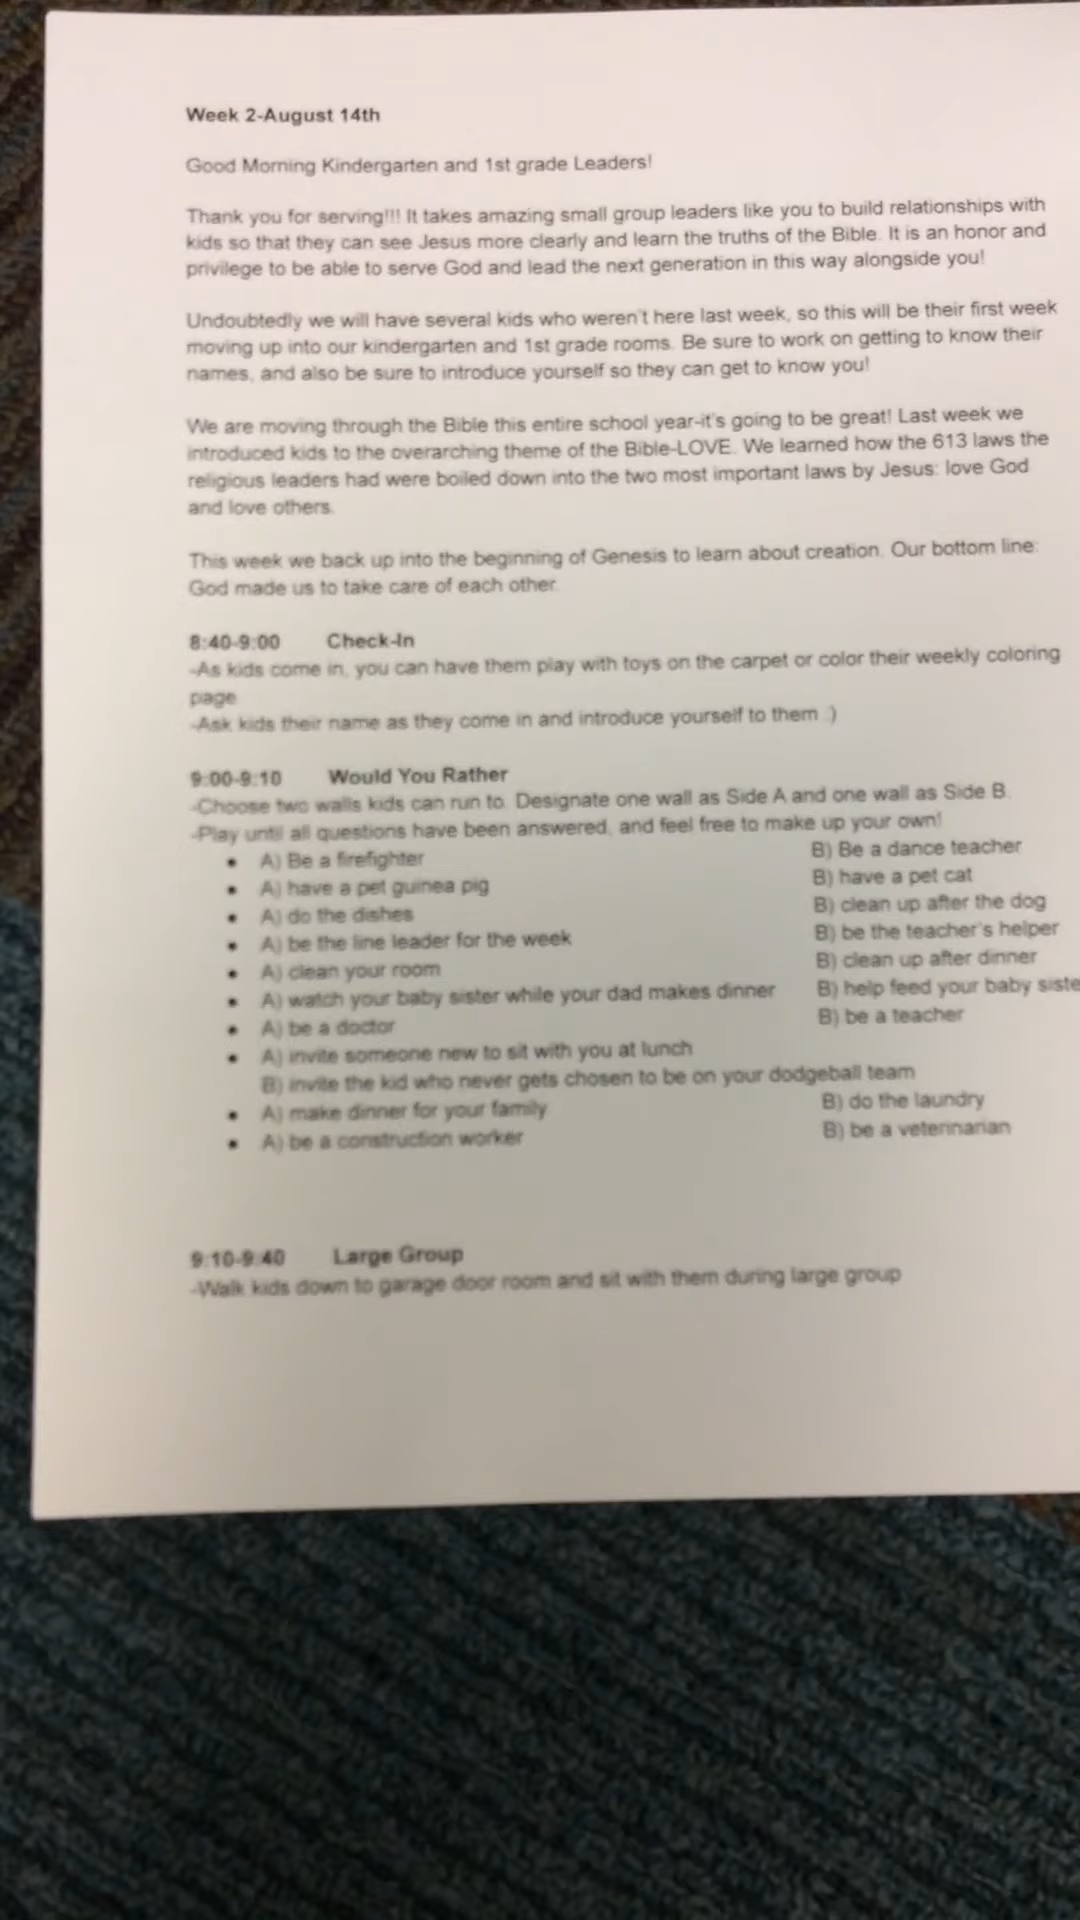 Week 2-August 14th
Good Morning Kindergarten and 1st grade Leaders!
Thank you for serving!!! It takes amazing small group leaders like you to build relationships with
kids so that they can see Jesus more clearly and learn the truths of the Bible. It is an honor and
privilege to be able to serve God and lead the next generation in this way alongside you!
Undoubtedly we will have several kids who weren't here last week, so this will be their first week
moving up into our kindergarten and 1st grade rooms. Be sure to work on getting to know their
names, and also be sure to introduce yourself so they can get to know you!
We are moving through the Bible this entire school year-it's going to be great! Last week we
introduced kids to the overarching theme of the Bible-LOVE. We learned how the 613 laws the
religious leaders had were boiled down into the two most important laws by Jesus: love God
and love others.
This week we back up into the beginning of Genesis to learn about creation. Our bottom line:
God made us to take care of each other.
8:40-9:00 Check-In
-As kids come in, you can have them play with toys on the carpet or color their weekly coloring
page
-Ask kids their name as they come in and introduce yourself to them :)
9:00-9:10 Would You Rather
-Choose two walls kids can run to. Designate one wall as Side A and one wall as Side B.
-Play until all questions have been answered, and feel free to make up your own!
• A) Be a firefighter B) Be a dance teacher
• A) have a pet guinea pig B) have a pet cat
• A) do the dishes B) clean up after the dog
• A) be the line leader for the week B) be the teacher's helper
• A) clean your room B) clean up after dinner
• A) watch your baby sister while your dad makes dinner B) help feed your baby siste
• A) be a doctor B) be a teacher
• A) invite someone new to sit with you at lunch
B) invite the kid who never gets chosen to be on your dodgeball team
• A) make dinner for your family B) do the laundry
• A) be a construction worker B) be a veterinarian
9:10-9:40 Large Group
-Walk kids down to garage door room and sit with them during large group